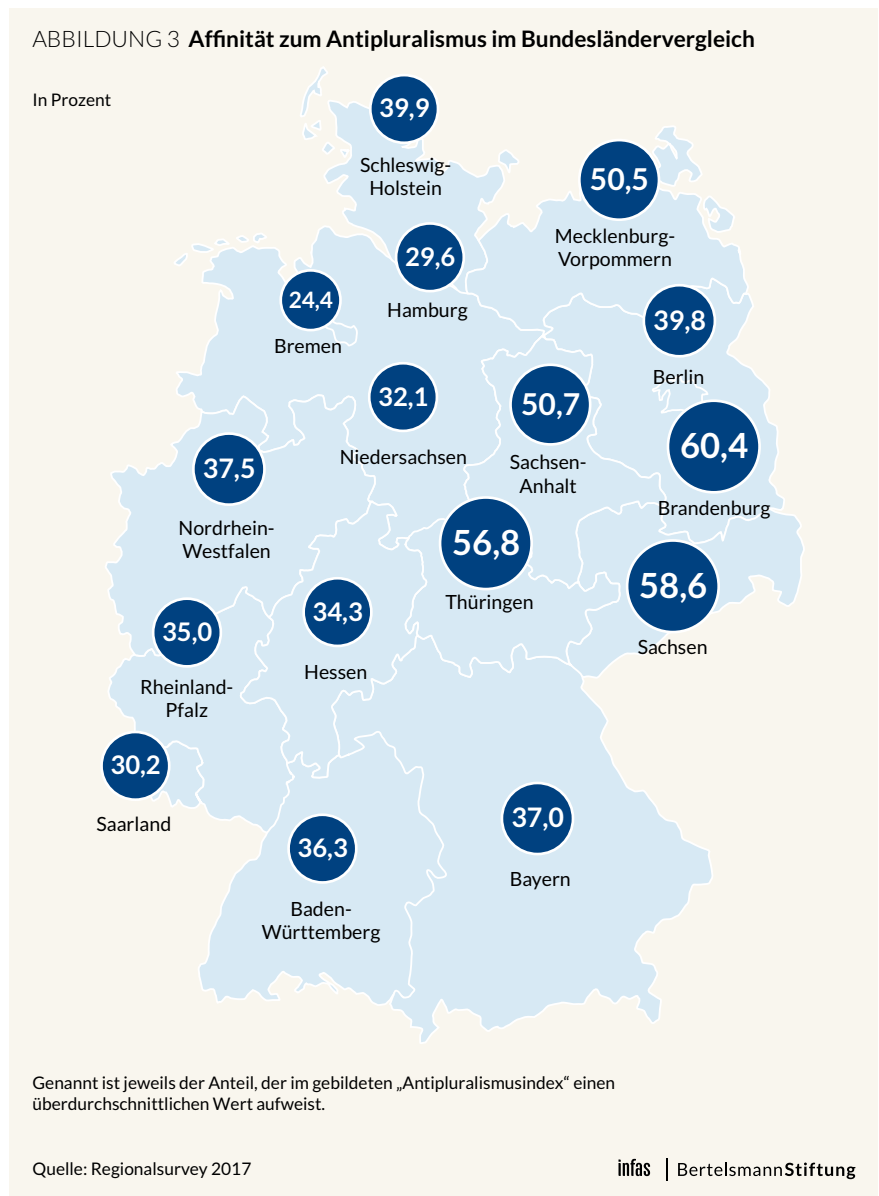 ABBILDUNG 3 Affinität zum Antipluralismus im Bundesländervergleich
In Prozent
39,9
Schleswig-
Holstein
50,5
Mecklenburg-
Vorpommern
29,6
Hamburg
24,4
Bremen
39,8
Berlin
32,1
Niedersachsen
50,7
Sachsen-
Anhalt
60,4
Brandenburg
37,5
Nordrhein-
Westfalen
56,8
Thüringen
58,6
Sachsen
34,3
Hessen
35,0
Rheinland-
Pfalz
30,2
Saarland
36,3
Baden-
Württemberg
37,0
Bayern
Genannt ist jeweils der Anteil, der im gebildeten „Antipluralismusindex“ einen
überdurchschnittlichen Wert aufweist.
Quelle: Regionalsurvey 2017
infas | BertelsmannStiftung